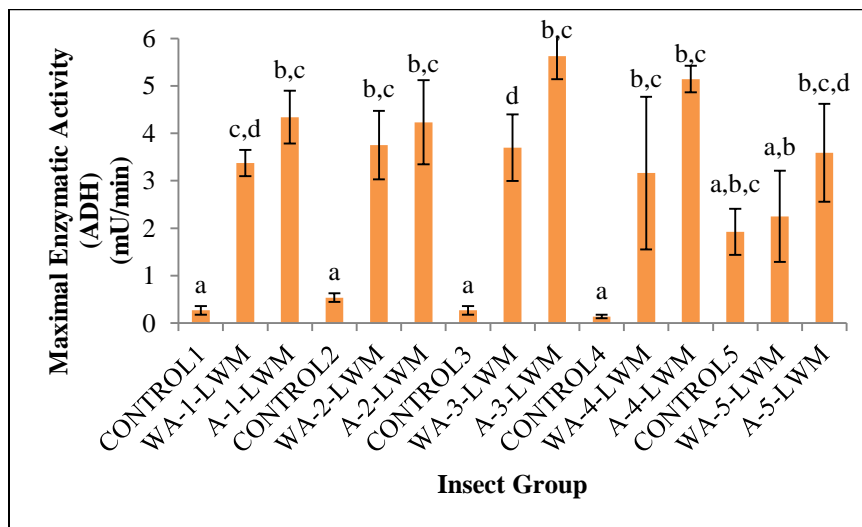 Maximal Enzymatic Activity
(ADH)
(mU/min)
6
5
4
3
2
1
0
a
c,d
b,c
a
b,c
b,c
a
d
b,c
a
b,c
b,c
a,b,c
a,b
b,c,d
CONTROL1
WA-1-LWM
A-1-LWM
CONTROL2
WA-2-LWM
A-2-LWM
CONTROL3
WA-3-LWM
A-3-LWM
CONTROL4
WA-4-LWM
A-4-LWM
CONTROL5
WA-5-LWM
A-5-LWM
Insect Group